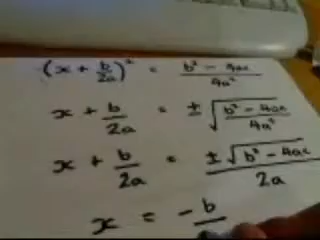 (x + b/2a)² = b² - 4ac/4a²
x + b/2a = ±√(b² - 4ac/4a²)
x + b/2a = ±√(b² - 4ac)/2a
x = -b